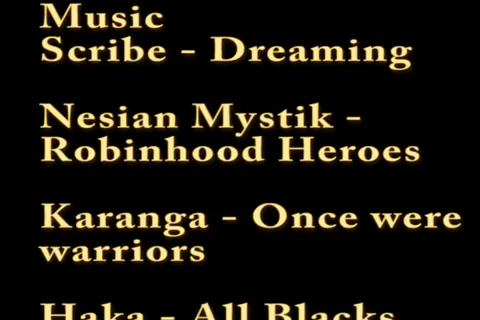 Music
Scribe - Dreaming
Nesian Mystik -
Robinhood Heroes
Karanga - Once were
warriors
Haka - All Blacks